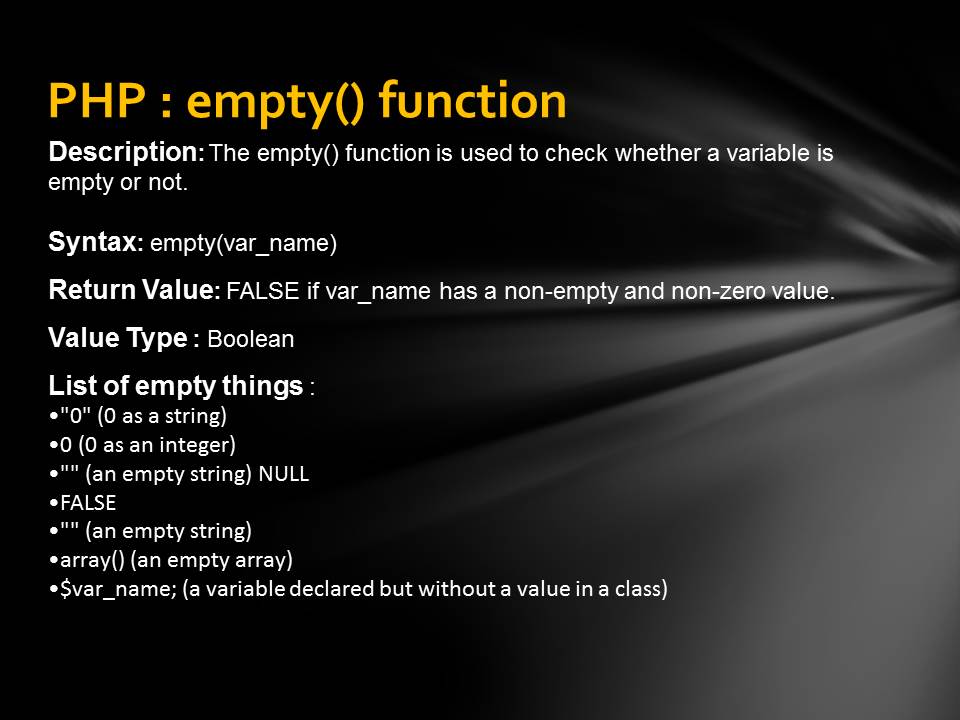 PHP : empty() function
Description: The empty() function is used to check whether a variable is
empty or not.
Syntax: empty(var_name)
Return Value: FALSE if var_name has a non-empty and non-zero value.
Value Type : Boolean
List of empty things :
•"0" (0 as a string)
•0 (0 as an integer)
•"" (an empty string) NULL
•FALSE
•"" (an empty string)
•array() (an empty array)
•$var_name; (a variable declared but without a value in a class)